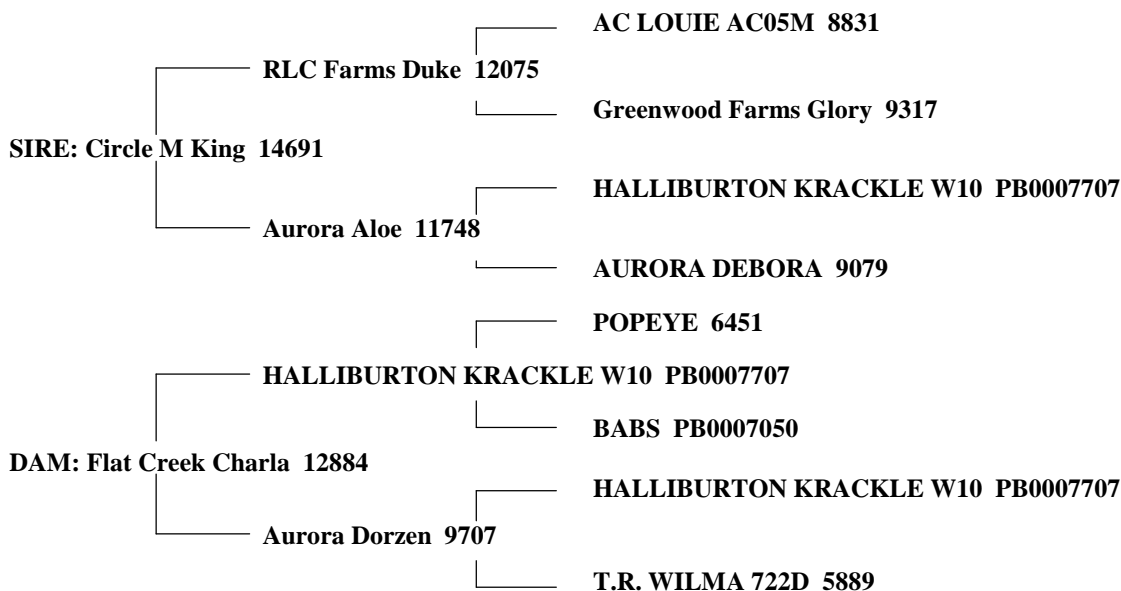 AC LOUIE AC05M 8831
RLC Farms Duke 12075
Greenwood Farms Glory 9317
SIRE: Circle M King 14691
HALLIBURTON KRACKLE W10 PB0007707
Aurora Aloe 11748
AURORA DEBORA 9079
POPEYE 6451
HALLIBURTON KRACKLE W10 PB0007707
BABS PB0007050
DAM: Flat Creek Charla 12884
HALLIBURTON KRACKLE W10 PB0007707
Aurora Dorzen 9707
T.R. WILMA 722D 5889